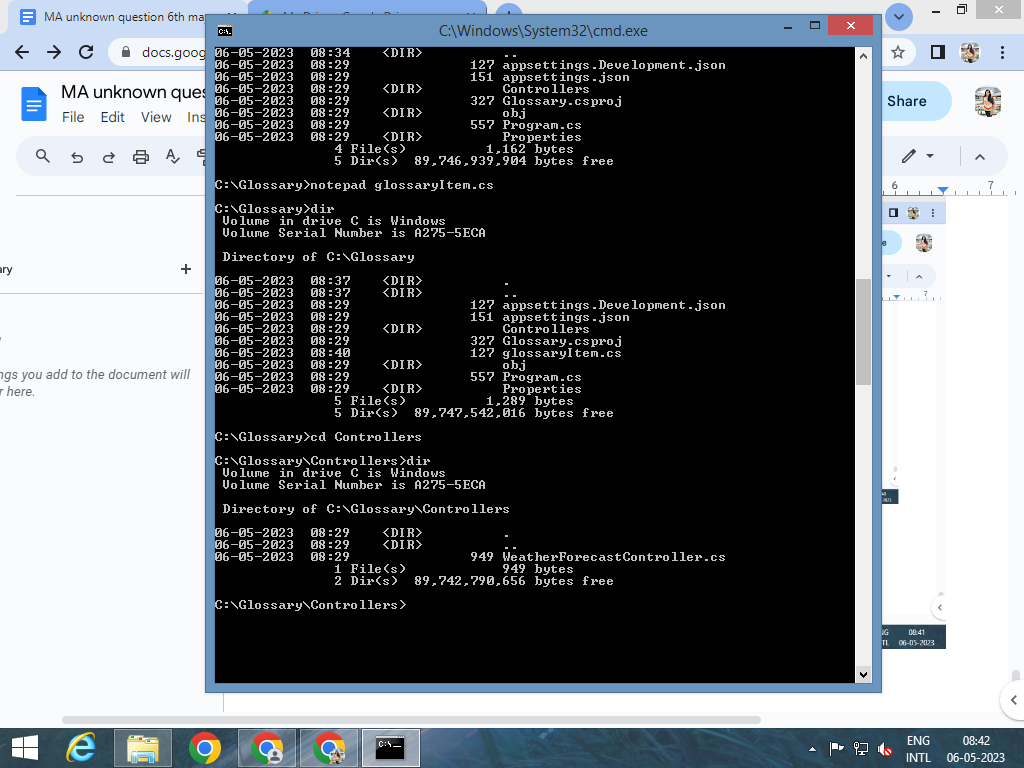 MA unknown question 6th ma
C:\Windows\System32\cmd.exe
docs.goog
MA unknown ques
File Edit View Ins
Share
06-05-2023 08:34 <DIR> ..
06-05-2023 08:29 127 appsettings.Development.json
06-05-2023 08:29 151 appsettings.json
06-05-2023 08:29 <DIR> Controllers
06-05-2023 08:29 327 Glossary.csproj
06-05-2023 08:29 <DIR> obj
06-05-2023 08:29 557 Program.cs
06-05-2023 08:29 <DIR> Properties
4 File(s) 1,162 bytes
5 Dir(s) 89,746,939,904 bytes free
C:\Glossary>notepad glossaryItem.cs
C:\Glossary>dir
Volume in drive C is Windows
Volume Serial Number is A275-5ECA
Directory of C:\Glossary
06-05-2023 08:37 <DIR> .
06-05-2023 08:37 <DIR> ..
06-05-2023 08:29 127 appsettings.Development.json
06-05-2023 08:29 151 appsettings.json
06-05-2023 08:29 <DIR> Controllers
06-05-2023 08:29 327 Glossary.csproj
06-05-2023 08:40 127 glossaryItem.cs
06-05-2023 08:29 <DIR> obj
06-05-2023 08:29 557 Program.cs
06-05-2023 08:29 <DIR> Properties
5 File(s) 1,289 bytes
5 Dir(s) 89,747,542,016 bytes free
C:\Glossary>cd Controllers
C:\Glossary\Controllers>dir
Volume in drive C is Windows
Volume Serial Number is A275-5ECA
Directory of C:\Glossary\Controllers
06-05-2023 08:29 <DIR> .
06-05-2023 08:29 <DIR> ..
06-05-2023 08:29 949 WeatherForecastController.cs
1 File(s) 949 bytes
2 Dir(s) 89,742,790,656 bytes free
C:\Glossary\Controllers>
ry
ngs you add to the document will
r here.
6 7
e
7
NG 08:41
TL 06-05-2023
ENG 08:42
INTL 06-05-2023